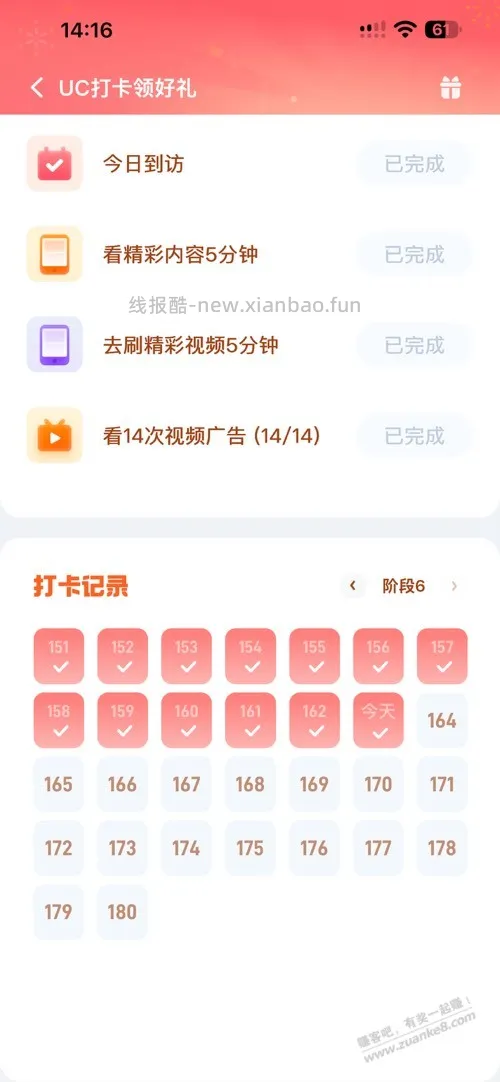 14:16
61
UC打卡领好礼
今日到访 已完成
看精彩内容5分钟 已完成
线报酷-new.xianbao.fun
去刷精彩视频5分钟 已完成
看14次视频广告 (14/14) 已完成
打卡记录 阶段6
151 152 153 154 155 156 157
158 159 160 161 162 今天 164
165 166 167 168 169 170 171
172 173 174 175 176 177 178
179 180
赚客吧，有奖一起赚！
www.zuanke8.com